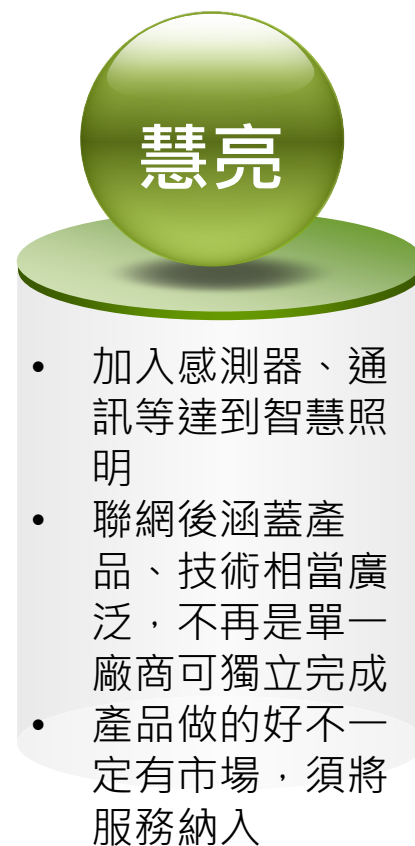 慧亮
• 加入感測器、通
訊等達到智慧照
明
• 聯網後涵蓋產
品、技術相當廣
泛，不再是單一
廠商可獨立完成
• 產品做的好不一
定有市場，須將
服務納入